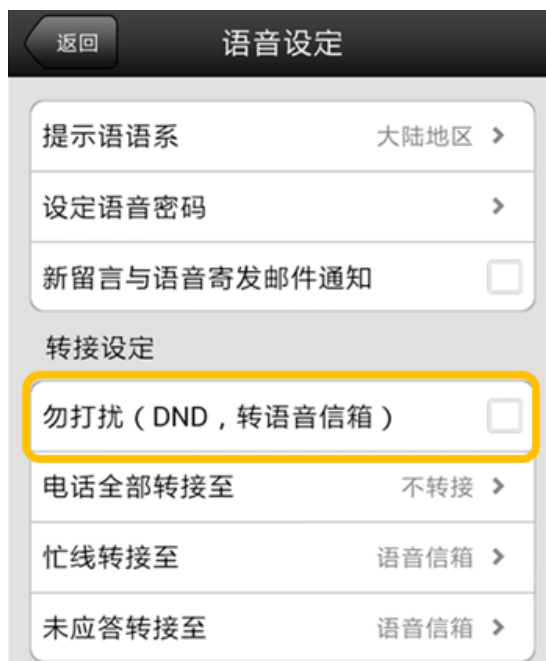 返回 语音设定
提示语语系 大陆地区
设定语音密码
新留言与语音寄发邮件通知
转接设定
勿打扰（DND，转语音信箱）
电话全部转接至 不转接
忙线转接至 语音信箱
未应答转接至 语音信箱